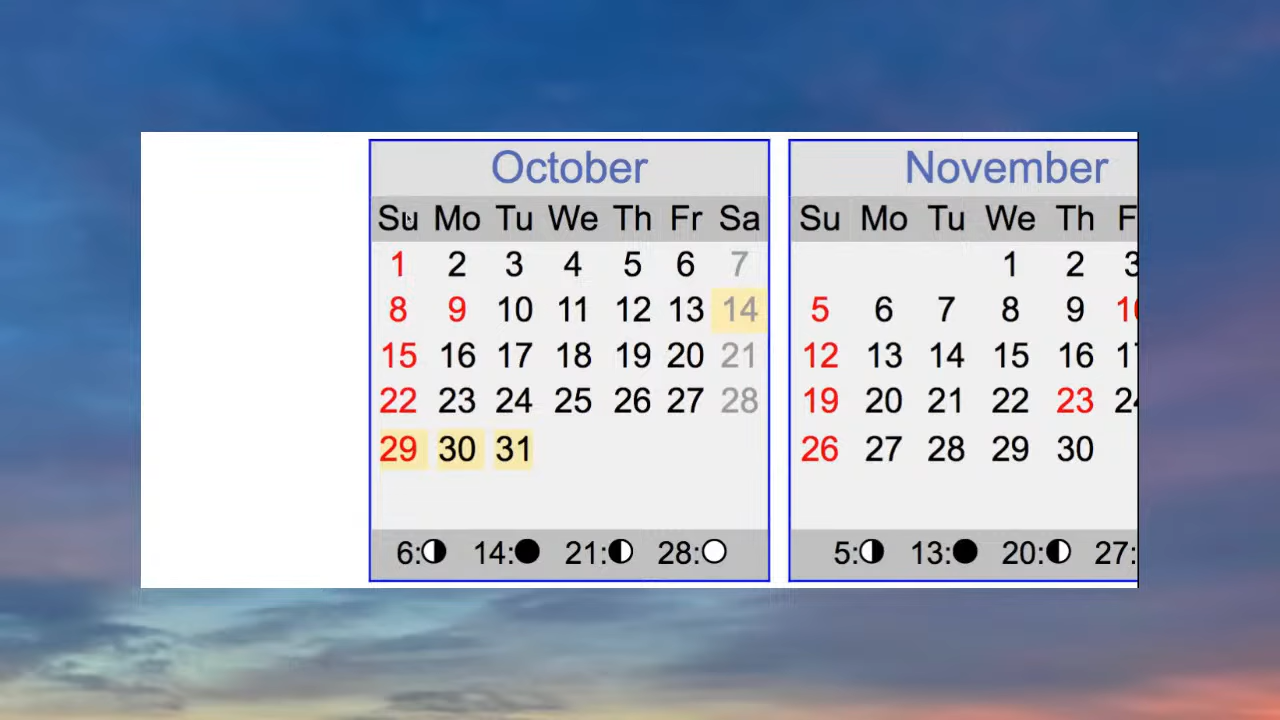 October
Su Mo Tu We Th Fr Sa
1 2 3 4 5 6 7
8 9 10 11 12 13 14
15 16 17 18 19 20 21
22 23 24 25 26 27 28
29 30 31
6: 14: 21: 28:
November
Su Mo Tu We Th
1 2 3
5 6 7 8 9
12 13 14 15 16
19 20 21 22 23
26 27 28 29 30
5: 13: 20: 27: